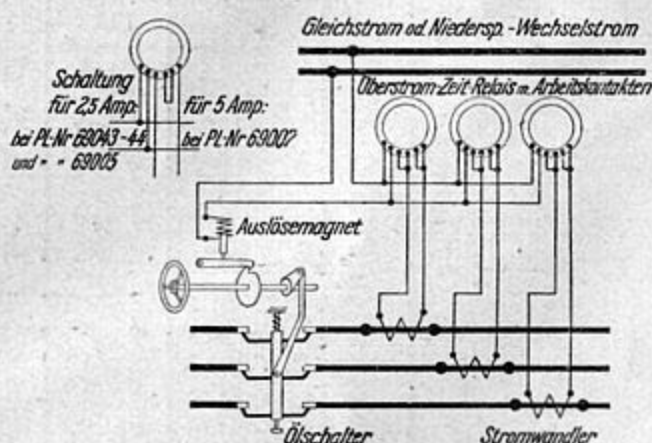 Gleichstrom od. Niedersp.-Wechselstrom
Schaltung
für 2,5 Amp:
für 5 Amp:
bei PL-Nr 69043-44
und " " 69005
bei PL-Nr 69007
Überstrom-Zeit-Relais m. Arbeitskontakten
Auslösemagnet
Ölschalter
Stromwandler